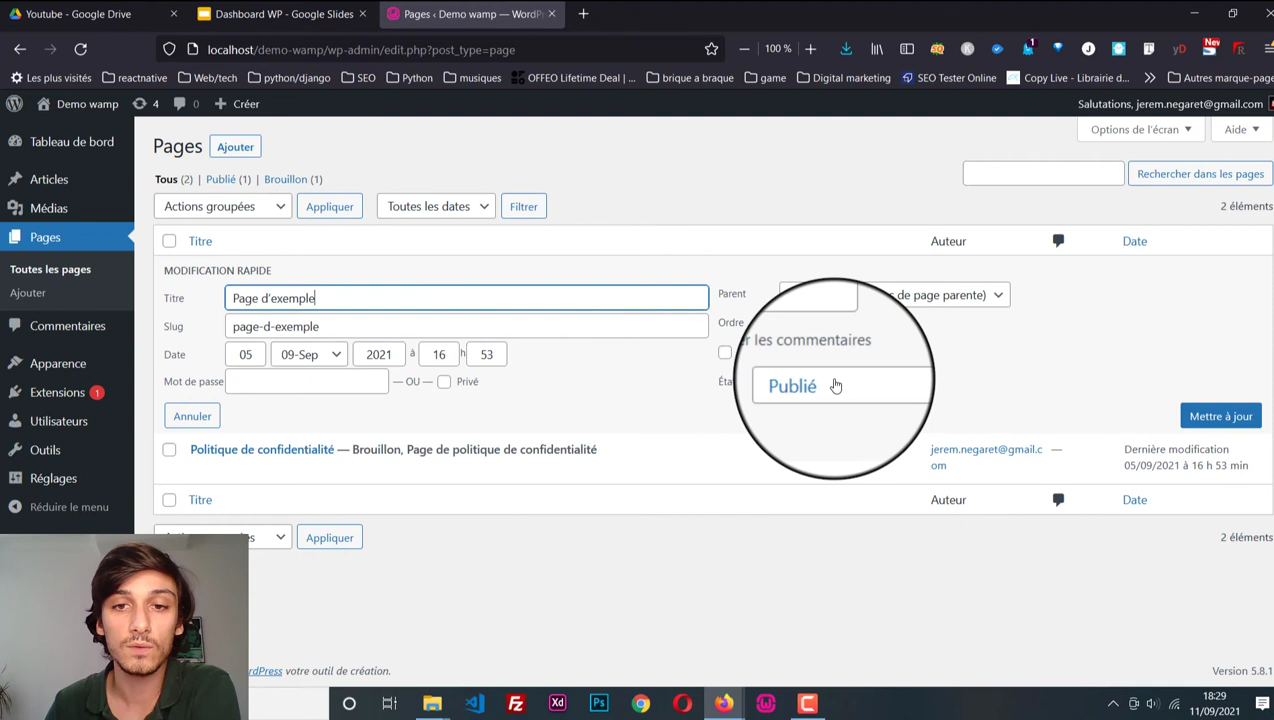 Youtube - Google Drive
Dashboard WP - Google Slides
Pages ‹ Demo wamp — WordPr
localhost/demo-wamp/wp-admin/edit.php?post_type=page
100 %
1
yD
New
Les plus visités
reactnative
Web/tech
python/django
SEO
Python
musiques
OFFEO Lifetime Deal | ...
brique a braque
game
Digital marketing
SEO Tester Online
Copy Live - Librairie d...
Autres marque-page
Demo wamp
4
0
Créer
Salutations, jerem.negaret@gmail.com
Tableau de bord
Articles
Médias
Pages
Toutes les pages
Ajouter
Commentaires
Apparence
Extensions 1
Utilisateurs
Outils
Réglages
Réduire le menu
Options de l'écran
Aide
Pages
Ajouter
Tous (2) | Publié (1) | Brouillon (1)
Rechercher dans les pages
Actions groupées
Appliquer
Toutes les dates
Filtrer
2 éléments
Titre
Auteur
Date
MODIFICATION RAPIDE
Titre
Page d'exemple
Slug
page-d-exemple
Date
05
09-Sep
2021
à
16
h
53
Mot de passe
— OU —
Privé
Parent
de page parente)
Ordre
les commentaires
Publié
Annuler
Mettre à jour
Politique de confidentialité — Brouillon, Page de politique de confidentialité
jerem.negaret@gmail.c
om
—
Dernière modification
05/09/2021 à 16 h 53 min
Titre
Auteur
Date
Appliquer
2 éléments
votre outil de création.
Version 5.8.1
Xd
Ps
18:29
11/09/2021